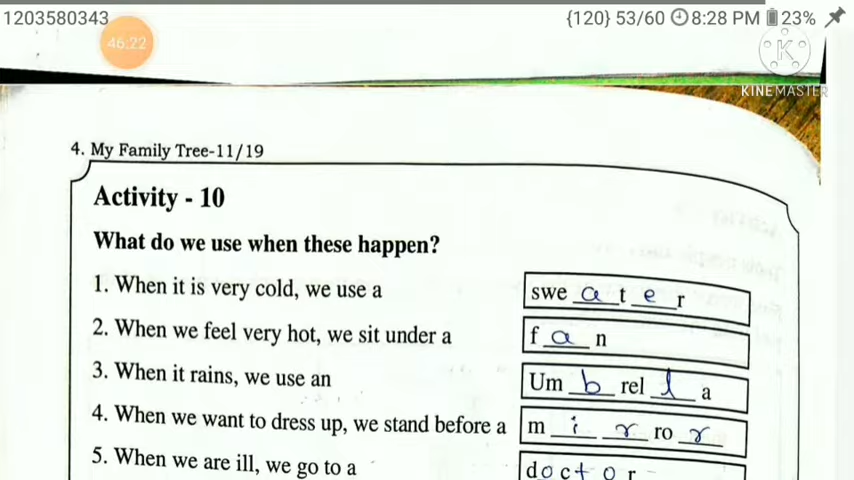 1203580343
{120} 53/60 8:28 PM 23%
46:22
K
KINEMASTER
4. My Family Tree-11/19
Activity - 10
What do we use when these happen?
1. When it is very cold, we use a swe a t e r
2. When we feel very hot, we sit under a f a n
3. When it rains, we use an Um b rel l a
4. When we want to dress up, we stand before a m i r ro r
5. When we are ill, we go to a doctor